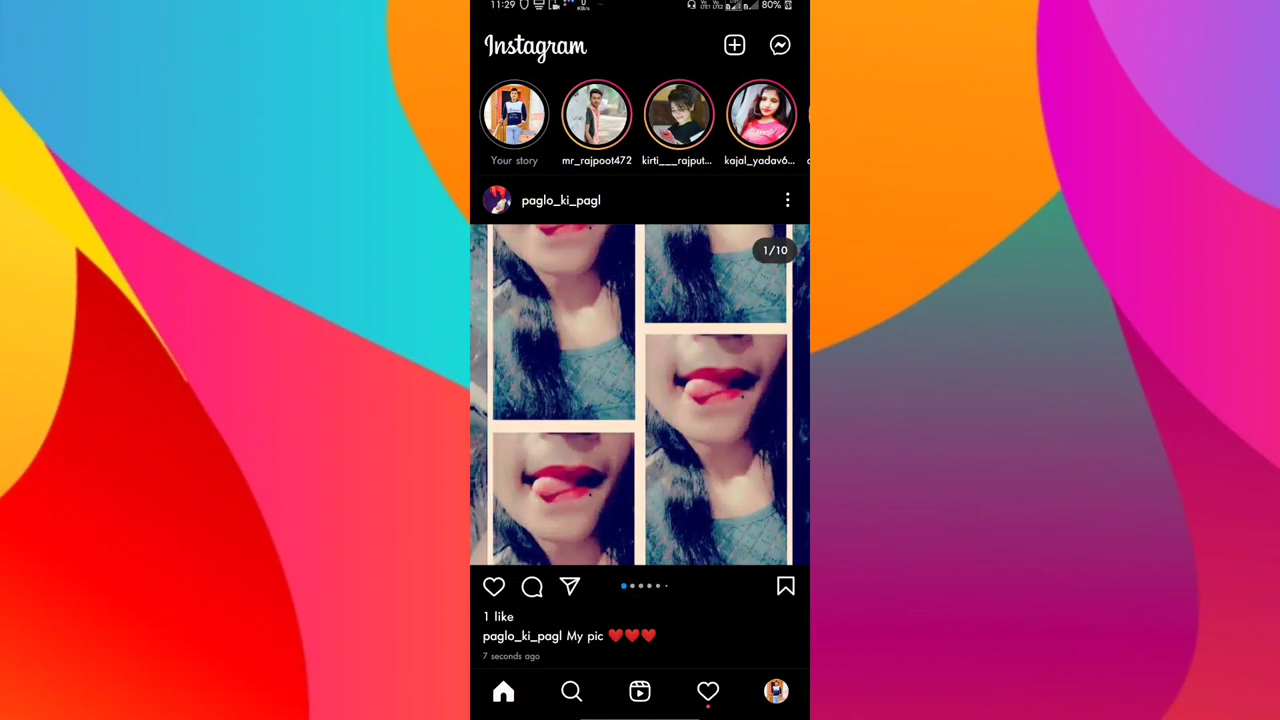 11:29
80%
Instagram
Your story
mr_rajpoot472
kirti___rajput...
kajal_yadav6...
paglo_ki_pagl
1/10
1 like
paglo_ki_pagl My pic ❤️❤️❤️
7 seconds ago